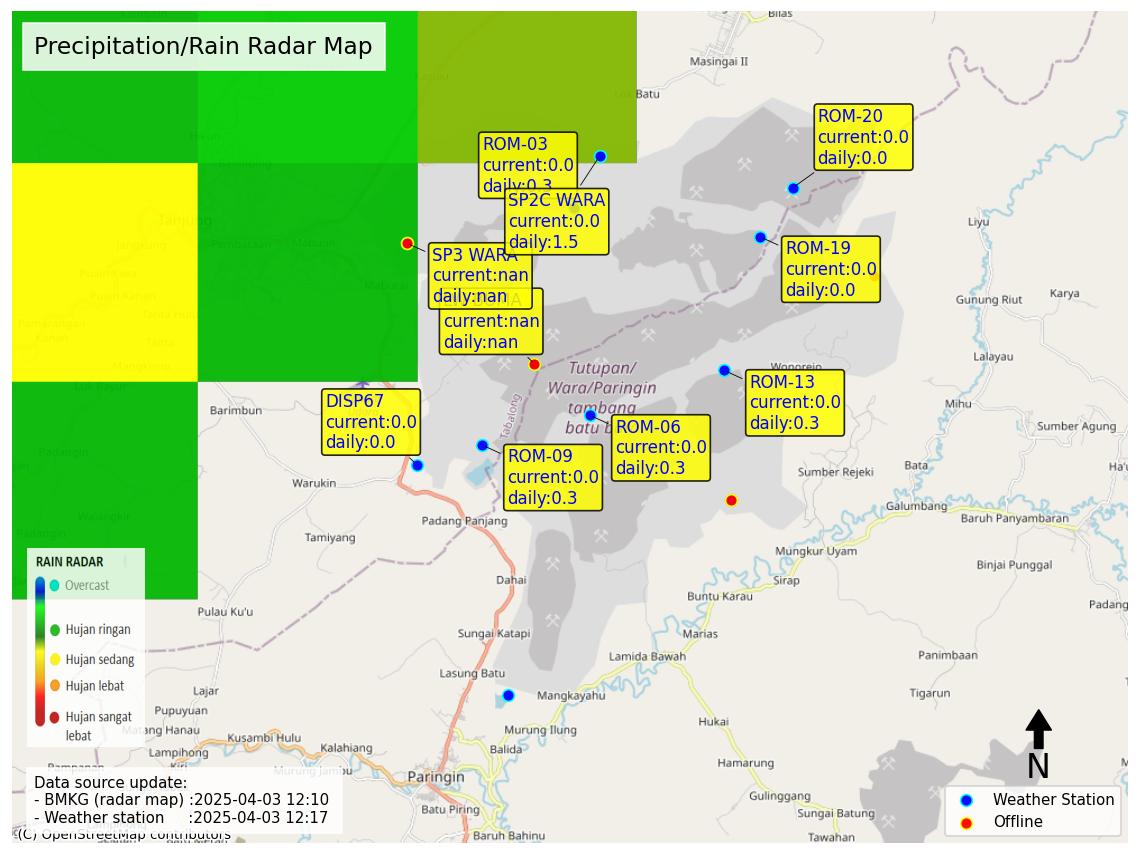 Precipitation/Rain Radar Map
Bilas
Masingai II
Batu
ROM-20
current:0.0
daily:0.0
ROM-03
current:0.0
daily:0.3
SP2C WARA
current:0.0
daily:1.5
Tanjung
SP3 WARA
current:nan
daily:nan
current:nan
daily:nan
ROM-19
current:0.0
daily:0.0
Liyu
Gunung Riut
Karya
Maburai
Lalayau
Wonorejo
Tutupan/
Wara/Paringin
tambang
batu
Tabalong
ROM-13
current:0.0
daily:0.3
DISP67
current:0.0
daily:0.0
ROM-06
current:0.0
daily:0.3
ROM-09
current:0.0
daily:0.3
Barimbun
Mihu
Sumber Agung
Bata
Sumber Rejeki
Warukin
Galumbang
Baruh Panyambaran
Padang Panjang
Tamiyang
Mungkur Uyam
Binjai Punggal
Dahai
Sirap
Buntu Karau
Padang
Pulau Ku'u
Sungai Katapi
Marias
Lamida Bawah
Panimbaan
RAIN RADAR
Overcast
Hujan ringan
Hujan sedang
Hujan lebat
Hujan sangat
lebat
Lasung Batu
Lajar
Mangkayahu
Tigarun
Pupuyuan
Matang Hanau
Kusambi Hulu
Hukai
Murung Ilung
Lampihong
Kalahiang
Balida
Murung Jambu
Hamarung
N
Paringin
Gulinggang
Batu Piring
Sungai Batung
Baruh Bahinu
Tawahan
Data source update:
- BMKG (radar map) :2025-04-03 12:10
- Weather station :2025-04-03 12:17
(C) OpenStreetMap contributors
Weather Station
Offline